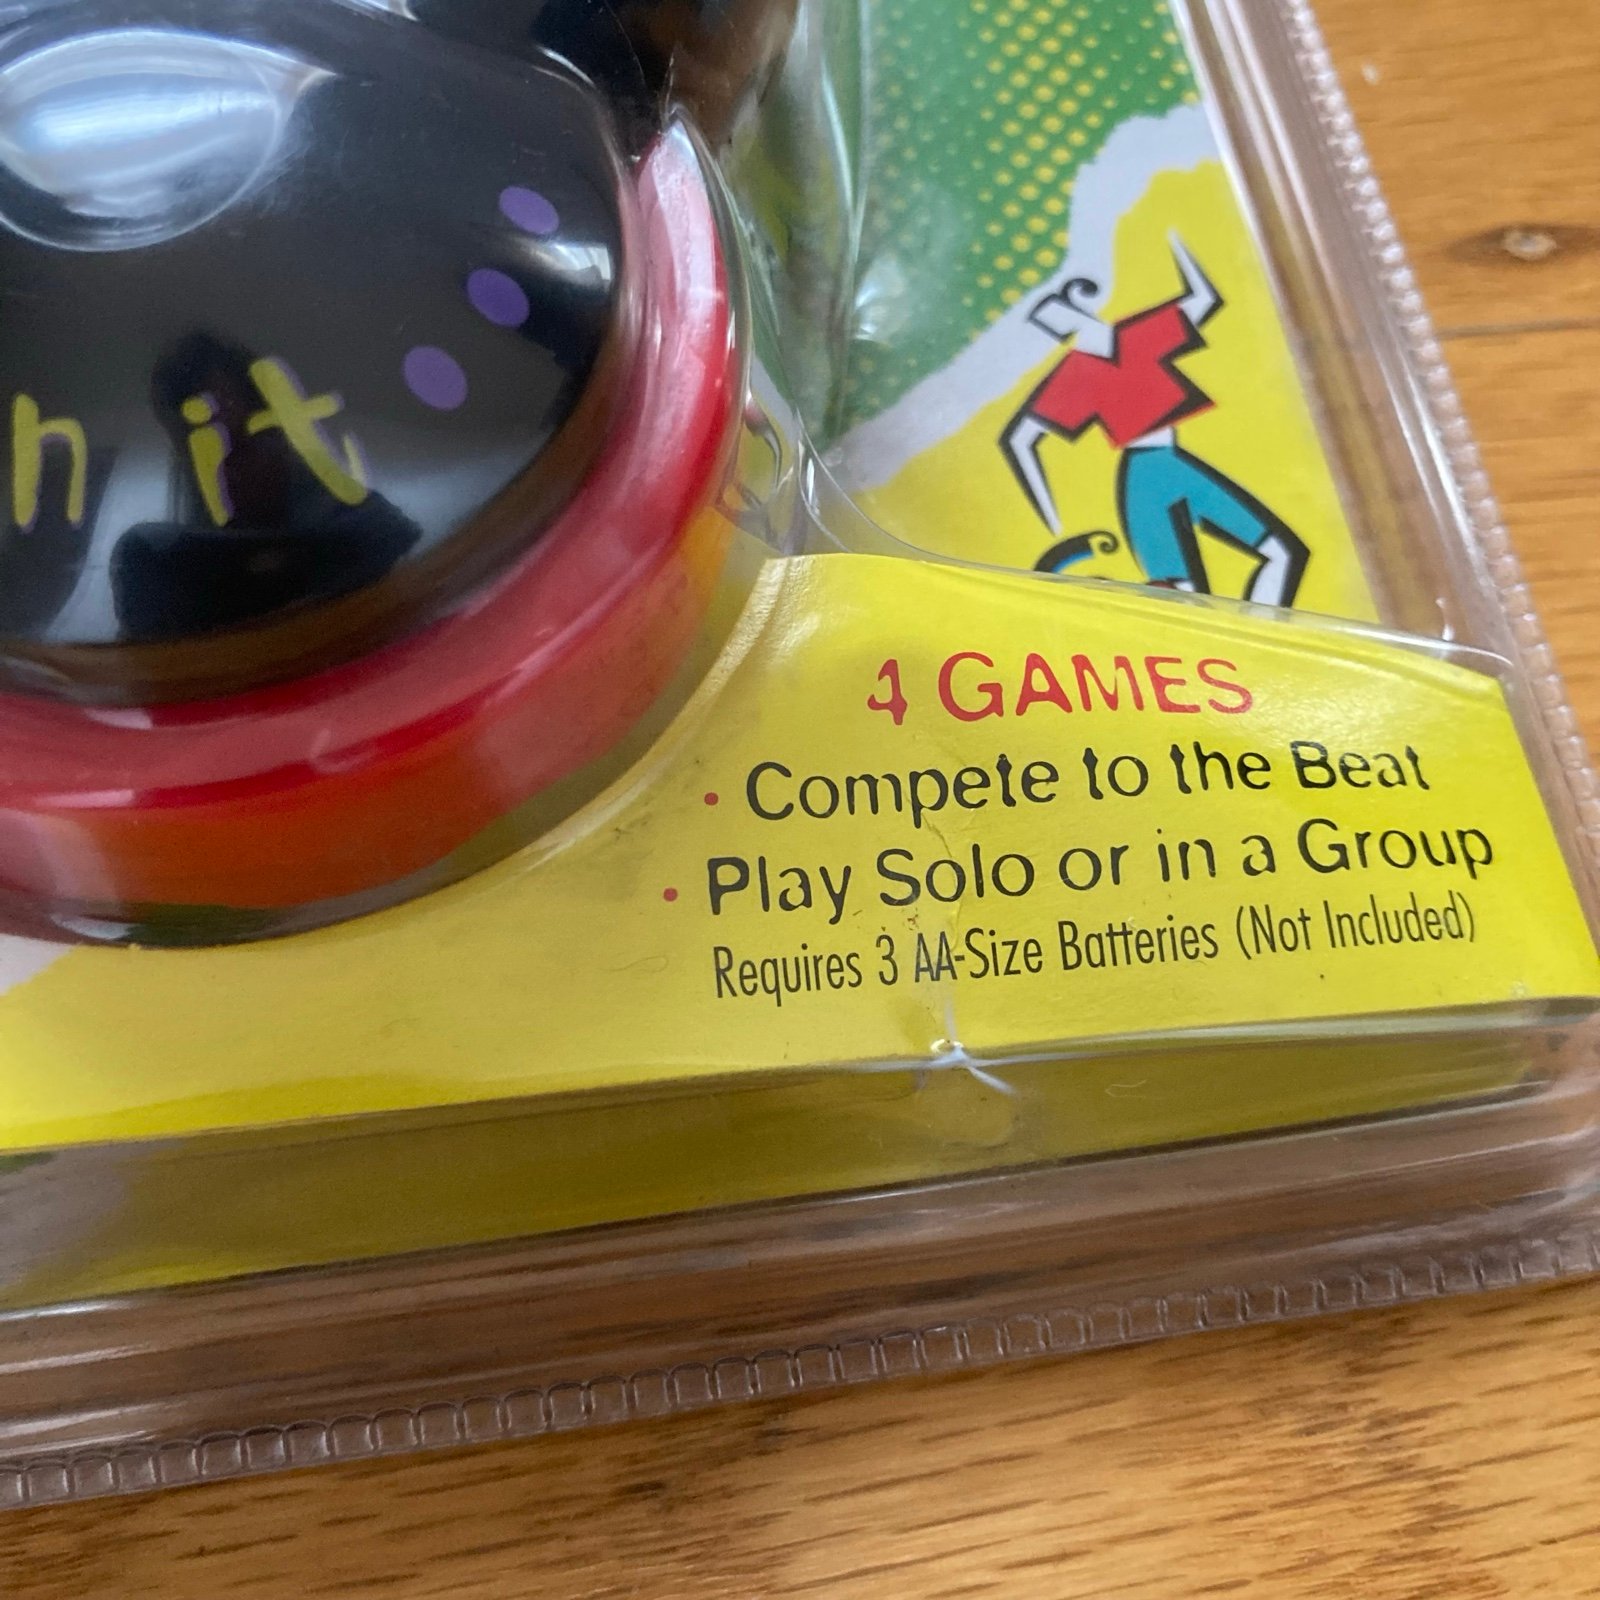 n it
4 GAMES
• Compete to the Beat
• Play Solo or in a Group
Requires 3 AA-Size Batteries (Not Included)